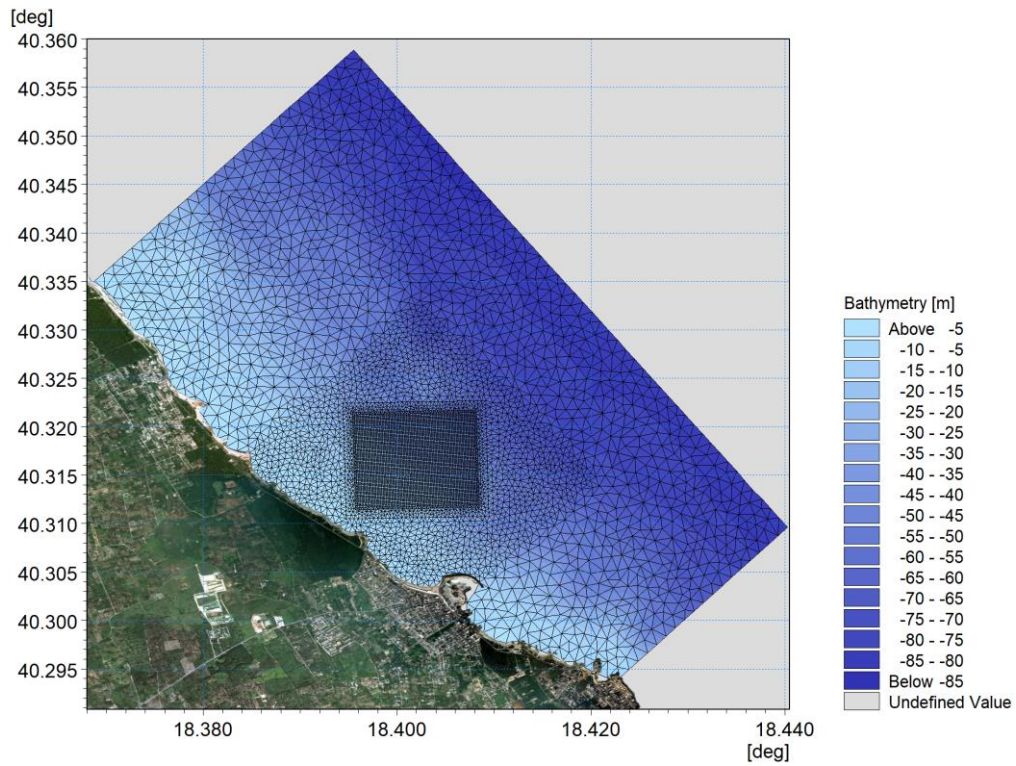 [deg]
40.360
40.355
40.350
40.345
40.340
40.335
40.330
40.325
40.320
40.315
40.310
40.305
40.300
40.295
18.380 18.400 18.420 18.440
[deg]
Bathymetry [m]
Above -5
-10 - -5
-15 - -10
-20 - -15
-25 - -20
-30 - -25
-35 - -30
-40 - -35
-45 - -40
-50 - -45
-55 - -50
-60 - -55
-65 - -60
-70 - -65
-75 - -70
-80 - -75
-85 - -80
Below -85
Undefined Value